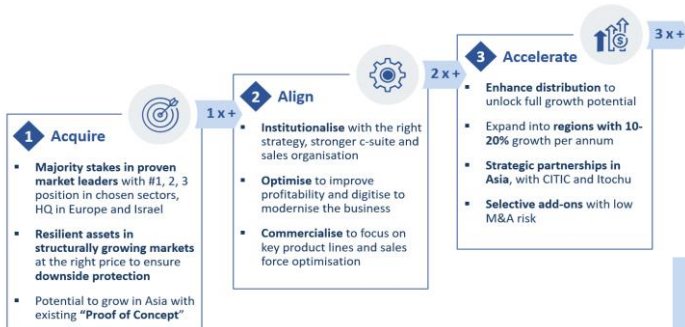 1 Acquire
1 x +
Majority stakes in proven
market leaders with #1, 2, 3
position in chosen sectors,
HQ in Europe and Israel
Resilient assets in
structurally growing markets
at the right price to ensure
downside protection
Potential to grow in Asia with
existing “Proof of Concept”
2 Align
2 x +
Institutionalise with the right
strategy, stronger c-suite and
sales organisation
Optimise to improve
profitability and digitise to
modernise the business
Commercialise to focus on
key product lines and sales
force optimisation
3 Accelerate
3 x +
Enhance distribution to
unlock full growth potential
Expand into regions with 10-
20% growth per annum
Strategic partnerships in
Asia, with CITIC and Itochu
Selective add-ons with low
M&A risk